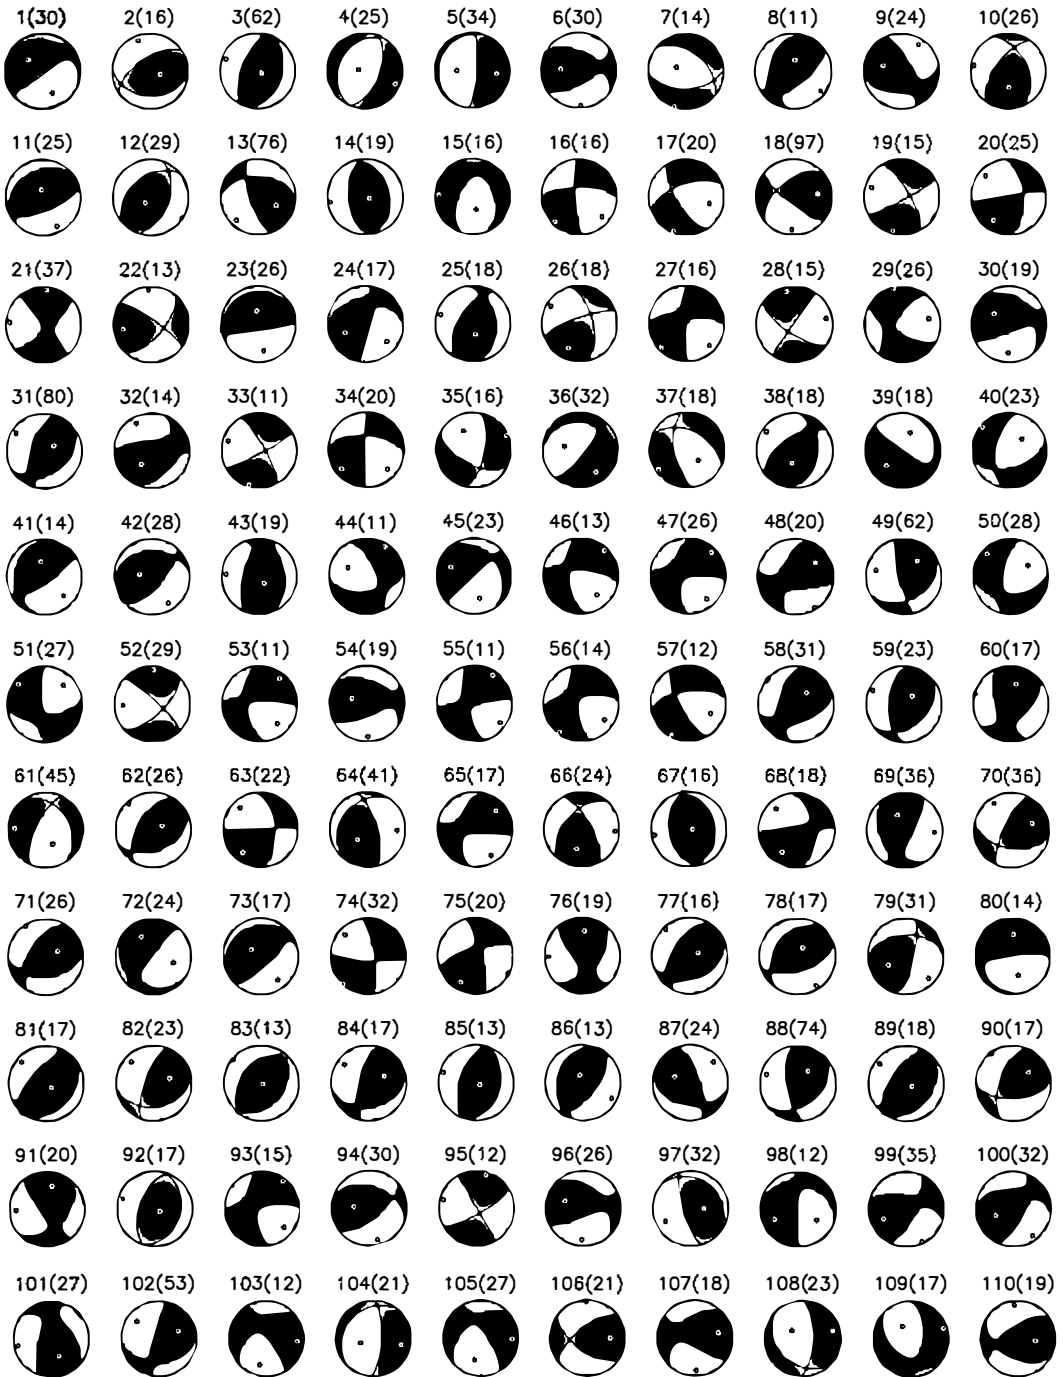 1(30) 2(16) 3(62) 4(25) 5(34) 6(30) 7(14) 8(11) 9(24) 10(26)
11(25) 12(29) 13(76) 14(19) 15(16) 16(16) 17(20) 18(97) 19(15) 20(25)
21(37) 22(13) 23(26) 24(17) 25(18) 26(18) 27(16) 28(15) 29(26) 30(19)
31(80) 32(14) 33(11) 34(20) 35(16) 36(32) 37(18) 38(18) 39(18) 40(23)
41(14) 42(28) 43(19) 44(11) 45(23) 46(13) 47(26) 48(20) 49(62) 50(28)
51(27) 52(29) 53(11) 54(19) 55(11) 56(14) 57(12) 58(31) 59(23) 60(17)
61(45) 62(26) 63(22) 64(41) 65(17) 66(24) 67(16) 68(18) 69(36) 70(36)
71(26) 72(24) 73(17) 74(32) 75(20) 76(19) 77(16) 78(17) 79(31) 80(14)
81(17) 82(23) 83(13) 84(17) 85(13) 86(13) 87(24) 88(74) 89(18) 90(17)
91(20) 92(17) 93(15) 94(30) 95(12) 96(26) 97(32) 98(12) 99(35) 100(32)
101(27) 102(53) 103(12) 104(21) 105(27) 106(21) 107(18) 108(23) 109(17) 110(19)